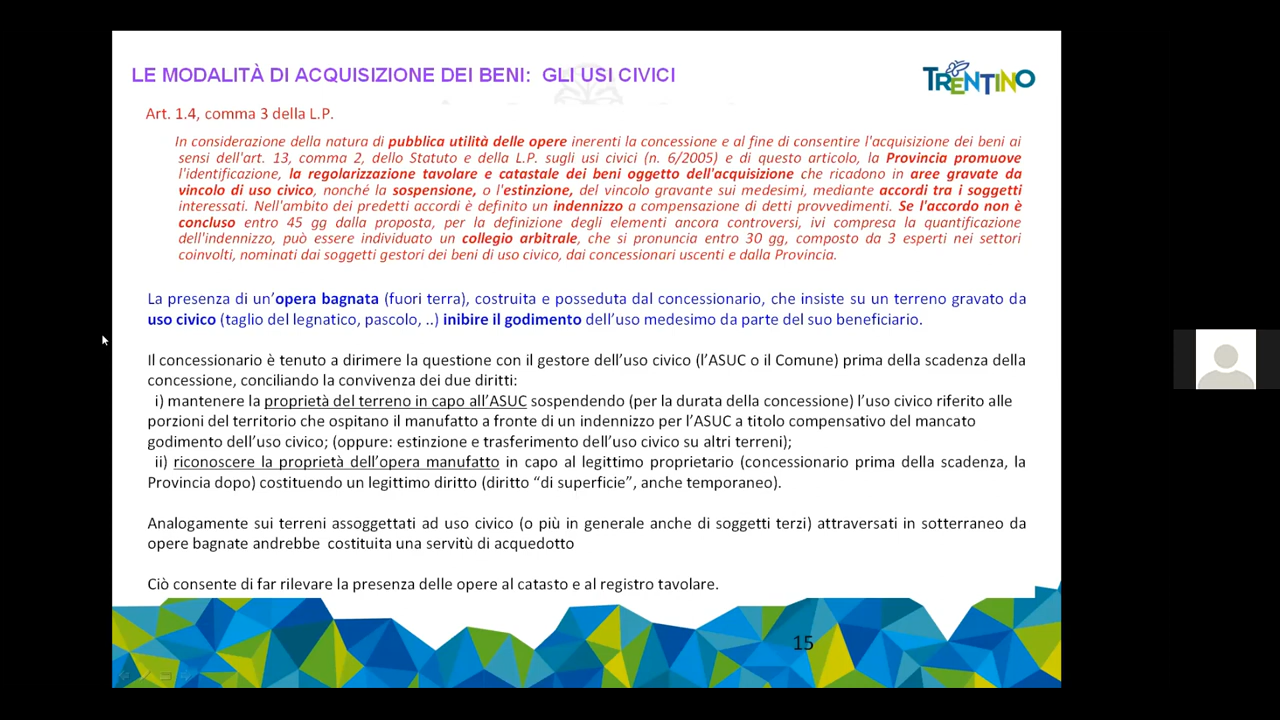 LE MODALITÀ DI ACQUISIZIONE DEI BENI: GLI USI CIVICI
TRENTINO
Art. 1.4, comma 3 della L.P.
In considerazione della natura di pubblica utilità delle opere inerenti la concessione e al fine di consentire l'acquisizione dei beni ai
sensi dell'art. 13, comma 2, dello Statuto e della L.P. sugli usi civici (n. 6/2005) e di questo articolo, la Provincia promuove
l'identificazione, la regolarizzazione tavolare e catastale dei beni oggetto dell'acquisizione che ricadono in aree gravate da
vincolo di uso civico, nonché la sospensione, o l'estinzione, del vincolo gravante sui medesimi, mediante accordi tra i soggetti
interessati. Nell'ambito dei predetti accordi è definito un indennizzo a compensazione di detti provvedimenti. Se l'accordo non è
concluso entro 45 gg dalla proposta, per la definizione degli elementi ancora controversi, ivi compresa la quantificazione
dell'indennizzo, può essere individuato un collegio arbitrale, che si pronuncia entro 30 gg, composto da 3 esperti nei settori
coinvolti, nominati dai soggetti gestori dei beni di uso civico, dai concessionari uscenti e dalla Provincia.
La presenza di un'opera bagnata (fuori terra), costruita e posseduta dal concessionario, che insiste su un terreno gravato da
uso civico (taglio del legnatico, pascolo, ..) inibire il godimento dell'uso medesimo da parte del suo beneficiario.
Il concessionario è tenuto a dirimere la questione con il gestore dell'uso civico (l'ASUC o il Comune) prima della scadenza della
concessione, conciliando la convivenza dei due diritti:
i) mantenere la proprietà del terreno in capo all'ASUC sospendendo (per la durata della concessione) l'uso civico riferito alle
porzioni del territorio che ospitano il manufatto a fronte di un indennizzo per l'ASUC a titolo compensativo del mancato
godimento dell'uso civico; (oppure: estinzione e trasferimento dell'uso civico su altri terreni);
ii) riconoscere la proprietà dell'opera manufatto in capo al legittimo proprietario (concessionario prima della scadenza, la
Provincia dopo) costituendo un legittimo diritto (diritto "di superficie", anche temporaneo).
Analogamente sui terreni assoggettati ad uso civico (o più in generale anche di soggetti terzi) attraversati in sotterraneo da
opere bagnate andrebbe costituita una servitù di acquedotto
Ciò consente di far rilevare la presenza delle opere al catasto e al registro tavolare.
15